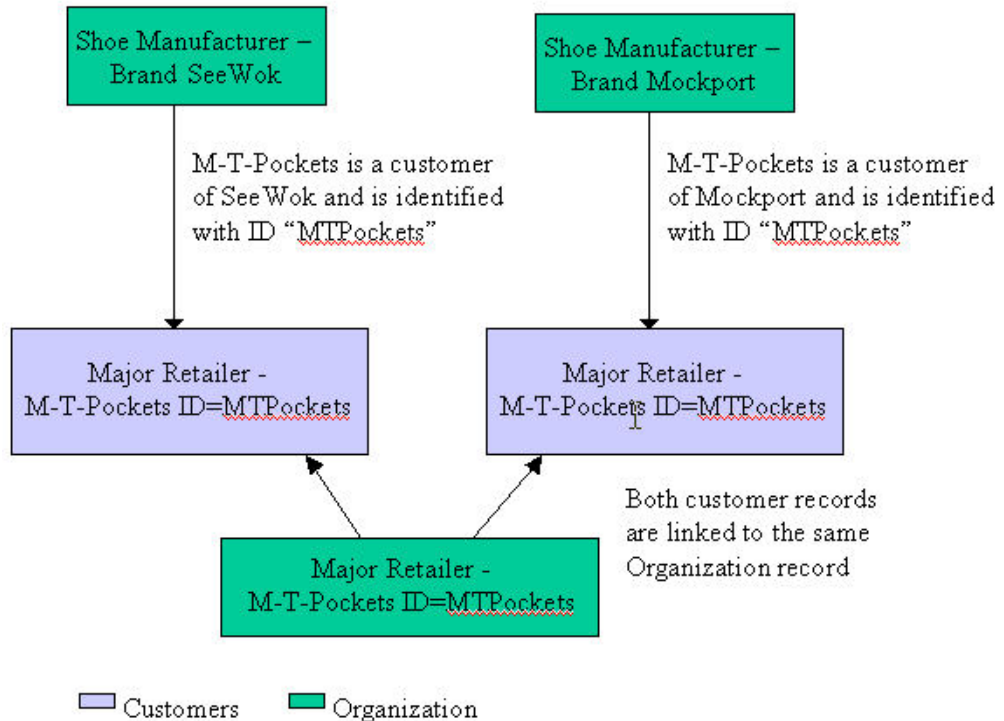 Shoe Manufacturer –
Brand SeeWok
Shoe Manufacturer –
Brand Mockport
M-T-Pockets is a customer
of SeeWok and is identified
with ID “MTPockets”
M-T-Pockets is a customer
of Mockport and is identified
with ID “MTPockets”
Major Retailer -
M-T-Pockets ID=MTPockets
Major Retailer -
M-T-Pockets ID=MTPockets
Both customer records
are linked to the same
Organization record
Major Retailer -
M-T-Pockets ID=MTPockets
Customers
Organization